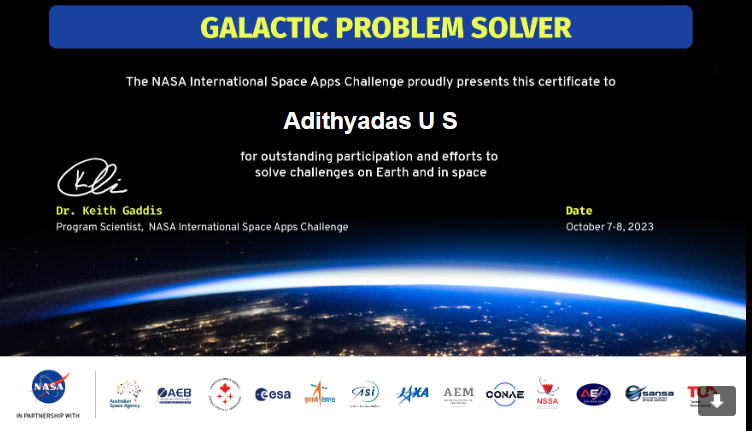 GALACTIC PROBLEM SOLVER
The NASA International Space Apps Challenge proudly presents this certificate to
Adithyadas U S
for outstanding participation and efforts to
solve challenges on Earth and in space
Dr. Keith Gaddis
Program Scientist, NASA International Space Apps Challenge
Date
October 7-8, 2023
NASA
IN PARTNERSHIP WITH
Australian
Space Agency
AEB
esa
isro
asi
JAXA
AEM
CONAE
NSSA
AEP
sansa